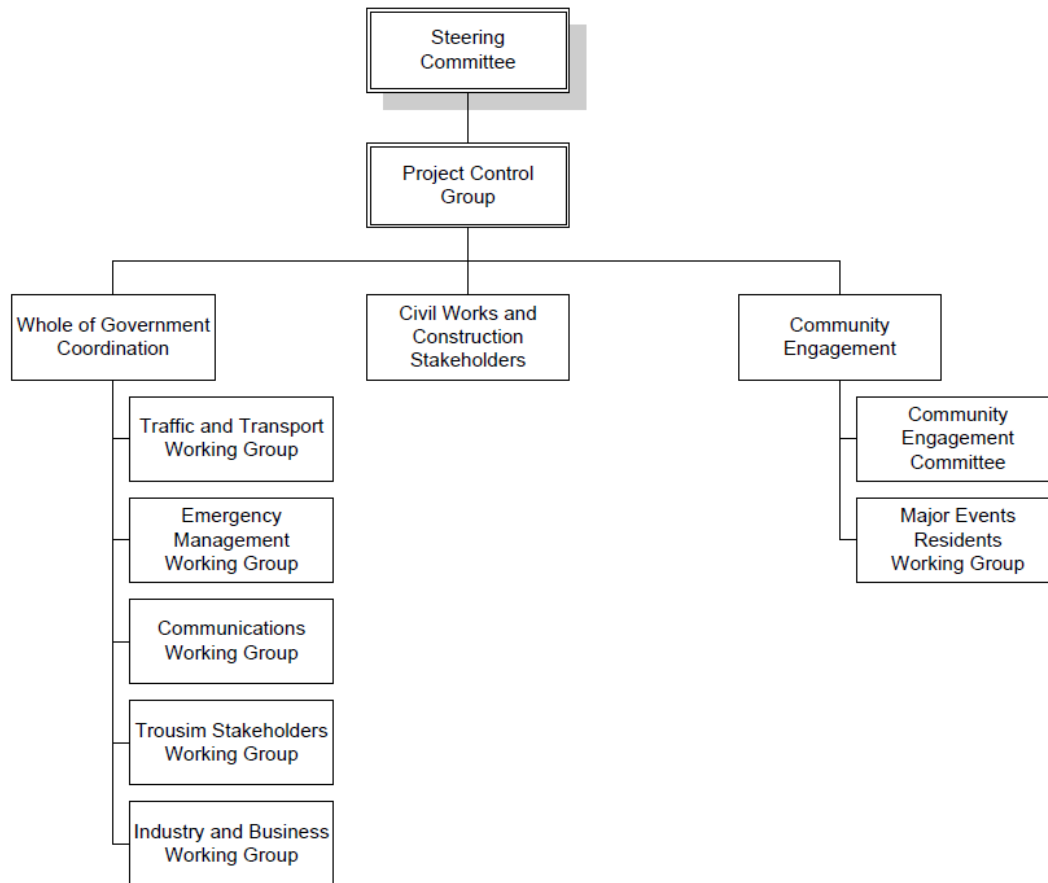 Steering
Committee
Project Control
Group
Whole of Government
Coordination
Civil Works and
Construction
Stakeholders
Community
Engagement
Traffic and Transport
Working Group
Emergency
Management
Working Group
Communications
Working Group
Trousim Stakeholders
Working Group
Industry and Business
Working Group
Community
Engagement
Committee
Major Events
Residents
Working Group